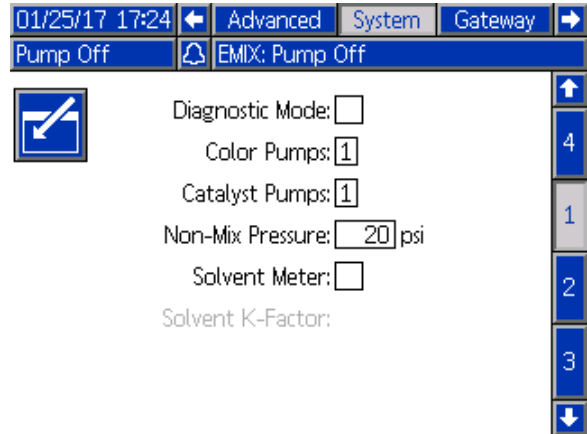 01/25/17 17:24 Advanced System Gateway
Pump Off EMIX: Pump Off
Diagnostic Mode:
Color Pumps: 1
4
Catalyst Pumps: 1
1
Non-Mix Pressure: 20 psi
Solvent Meter:
2
Solvent K-Factor:
3